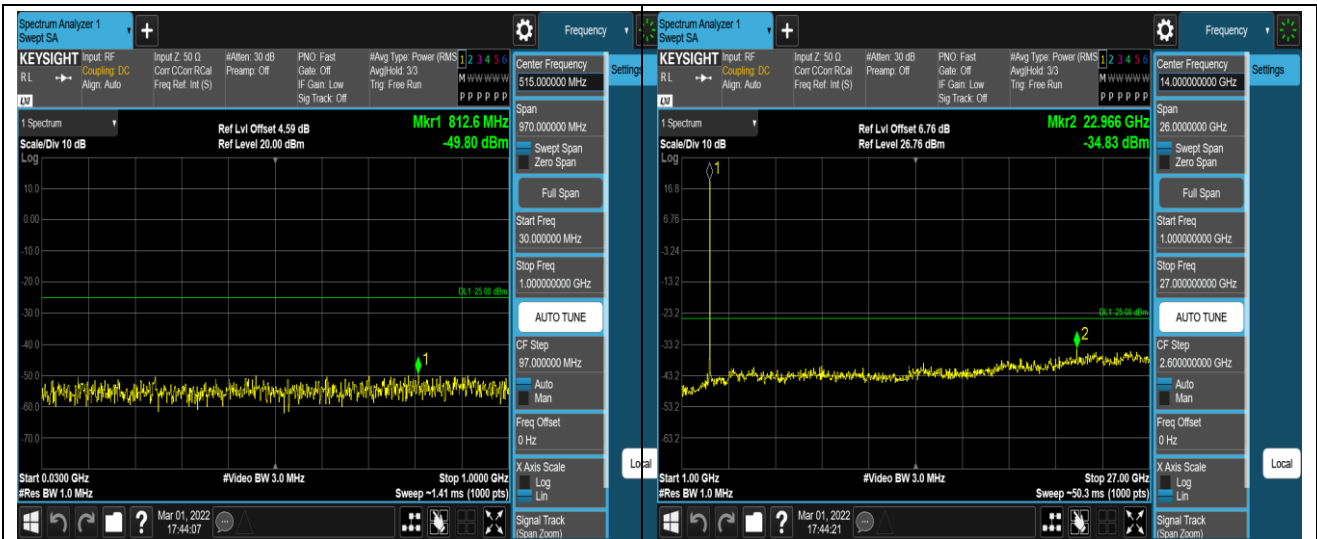 Spectrum Analyzer 1
Swept SA
+
Frequency
KEYSIGHT
Input: RF
Input Z: 50 Ω
#Atten: 30 dB
PNO: Fast
#Avg Type: Power (RMS
1 2 3 4 5 6
RL
Coupling: DC
Corr CCorr RCal
Preamp: Off
Gate: Off
Avg|Hold: 3/3
M W W W W W
Align: Auto
Freq Ref: Int (S)
IF Gain: Low
Trig: Free Run
Sig Track: Off
P P P P P P
LXI
Center Frequency
515.000000 MHz
Settings
1 Spectrum
Ref Lvl Offset 4.59 dB
Mkr1 812.6 MHz
Scale/Div 10 dB
Ref Level 20.00 dBm
-49.80 dBm
Log
10.0
0.00
-10.0
-20.0
-30.0
-40.0
-50.0
-60.0
-70.0
DL1 -25.00 dBm
1
Start 0.0300 GHz
#Video BW 3.0 MHz
Stop 1.0000 GHz
#Res BW 1.0 MHz
Sweep ~1.41 ms (1000 pts)
Span
970.000000 MHz
Swept Span
Zero Span
Full Span
Start Freq
30.000000 MHz
Stop Freq
1.000000000 GHz
AUTO TUNE
CF Step
97.000000 MHz
Auto
Man
Freq Offset
0 Hz
X Axis Scale
Log
Lin
Signal Track
(Span Zoom)
Local
?
Mar 01, 2022
17:44:07
Spectrum Analyzer 1
Swept SA
+
Frequency
KEYSIGHT
Input: RF
Input Z: 50 Ω
#Atten: 30 dB
PNO: Fast
#Avg Type: Power (RMS
1 2 3 4 5 6
RL
Coupling: DC
Corr CCorr RCal
Preamp: Off
Gate: Off
Avg|Hold: 3/3
M W W W W W
Align: Auto
Freq Ref: Int (S)
IF Gain: Low
Trig: Free Run
Sig Track: Off
P P P P P P
LXI
Center Frequency
14.000000000 GHz
Settings
1 Spectrum
Ref Lvl Offset 6.76 dB
Mkr2 22.966 GHz
Scale/Div 10 dB
Ref Level 26.76 dBm
-34.83 dBm
Log
1
16.8
6.76
-3.24
-13.2
-23.2
-33.2
-43.2
-53.2
-63.2
DL1 -25.00 dBm
2
Start 1.00 GHz
#Video BW 3.0 MHz
Stop 27.00 GHz
#Res BW 1.0 MHz
Sweep ~50.3 ms (1000 pts)
Span
26.0000000 GHz
Swept Span
Zero Span
Full Span
Start Freq
1.000000000 GHz
Stop Freq
27.000000000 GHz
AUTO TUNE
CF Step
2.600000000 GHz
Auto
Man
Freq Offset
0 Hz
X Axis Scale
Log
Lin
Signal Track
(Span Zoom)
Local
?
Mar 01, 2022
17:44:21